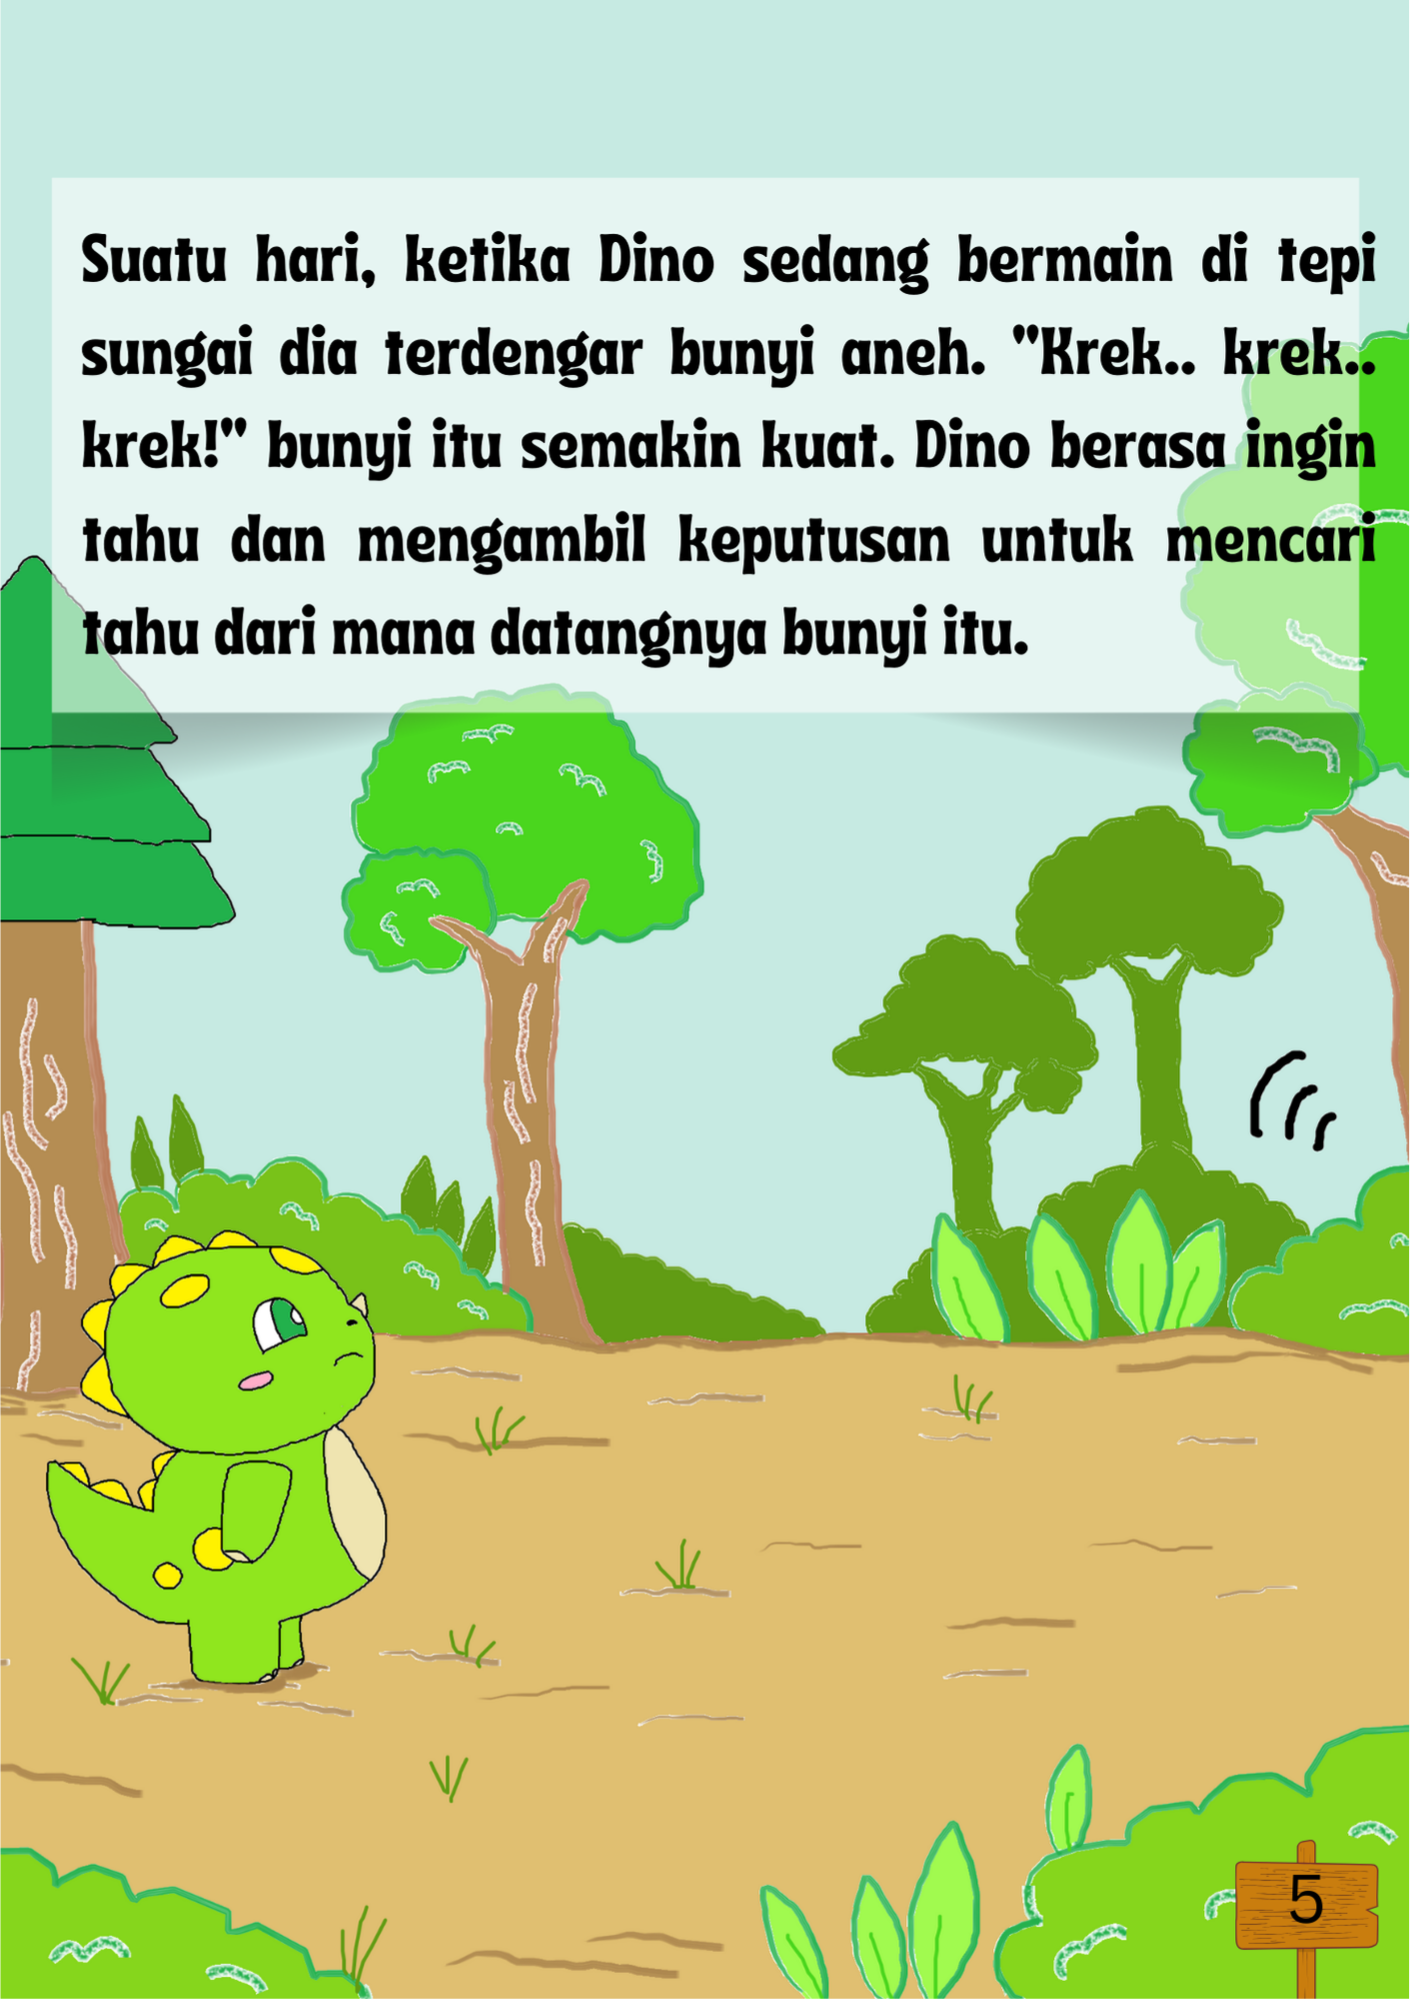 Suatu hari, ketika Dino sedang bermain di tepi
sungai dia terdengar bunyi aneh. "Krek.. krek..
krek!" bunyi itu semakin kuat. Dino berasa ingin
tahu dan mengambil keputusan untuk mencari
tahu dari mana datangnya bunyi itu.
5